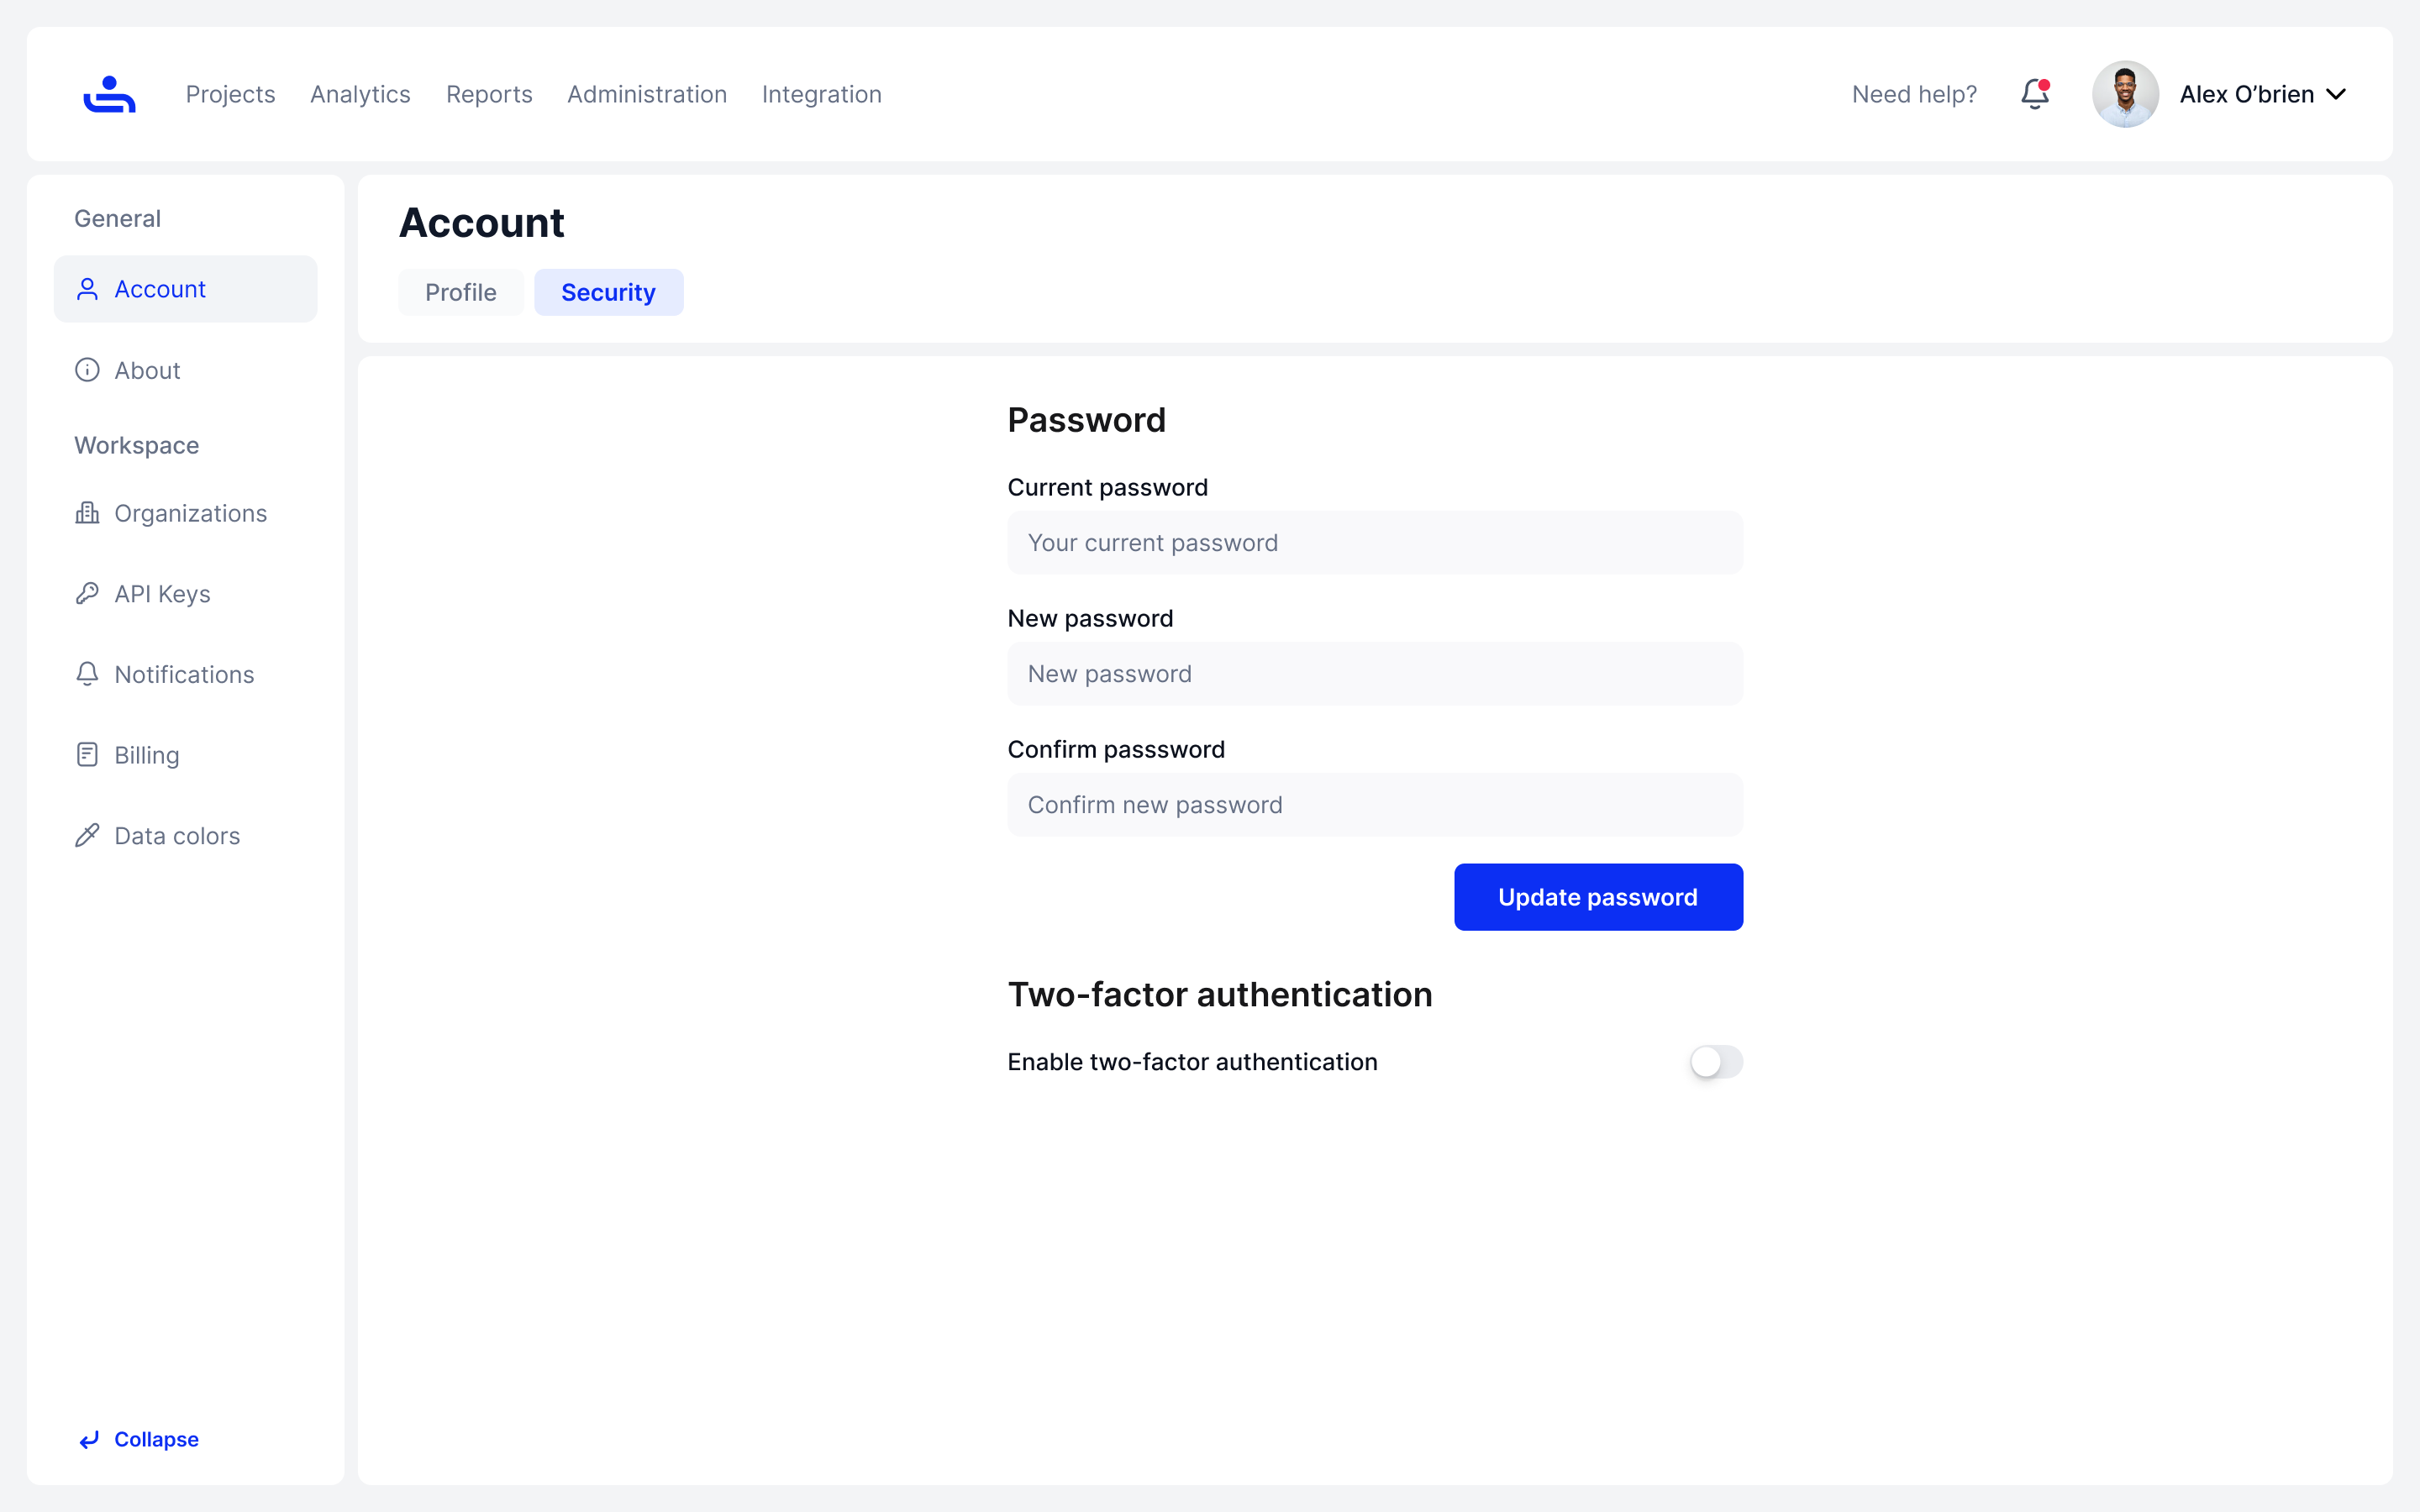 Projects Analytics Reports Administration Integration Need help? Alex O’brien
General
Account
About
Workspace
Organizations
API Keys
Notifications
Billing
Data colors
Collapse
Account
Profile Security
Password
Current password
Your current password
New password
New password
Confirm passsword
Confirm new password
Update password
Two-factor authentication
Enable two-factor authentication